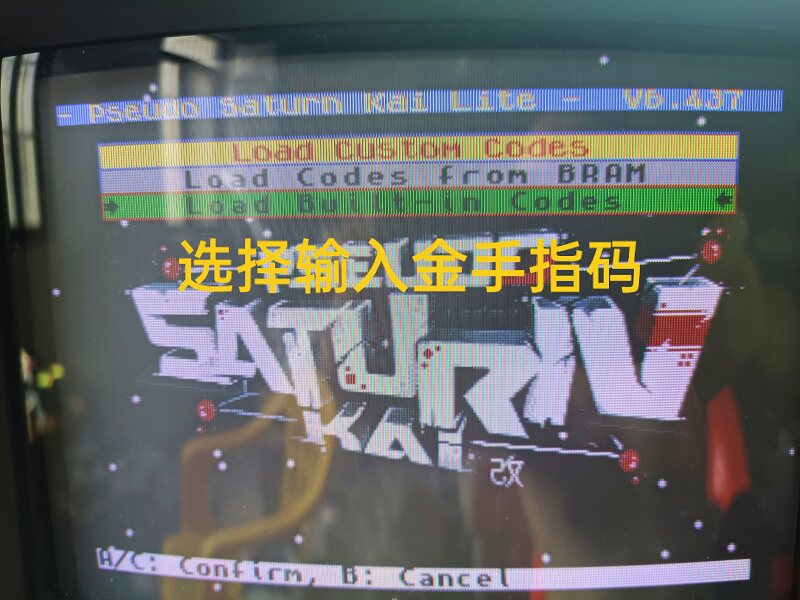 - Pseudo Saturn Kai Lite - V6.437
Load Custom Codes
Load Codes from BRAM
Load Built-in Codes
选择输入金手指码
SATURN
KAI 改
A/C: Confirm, B: Cancel